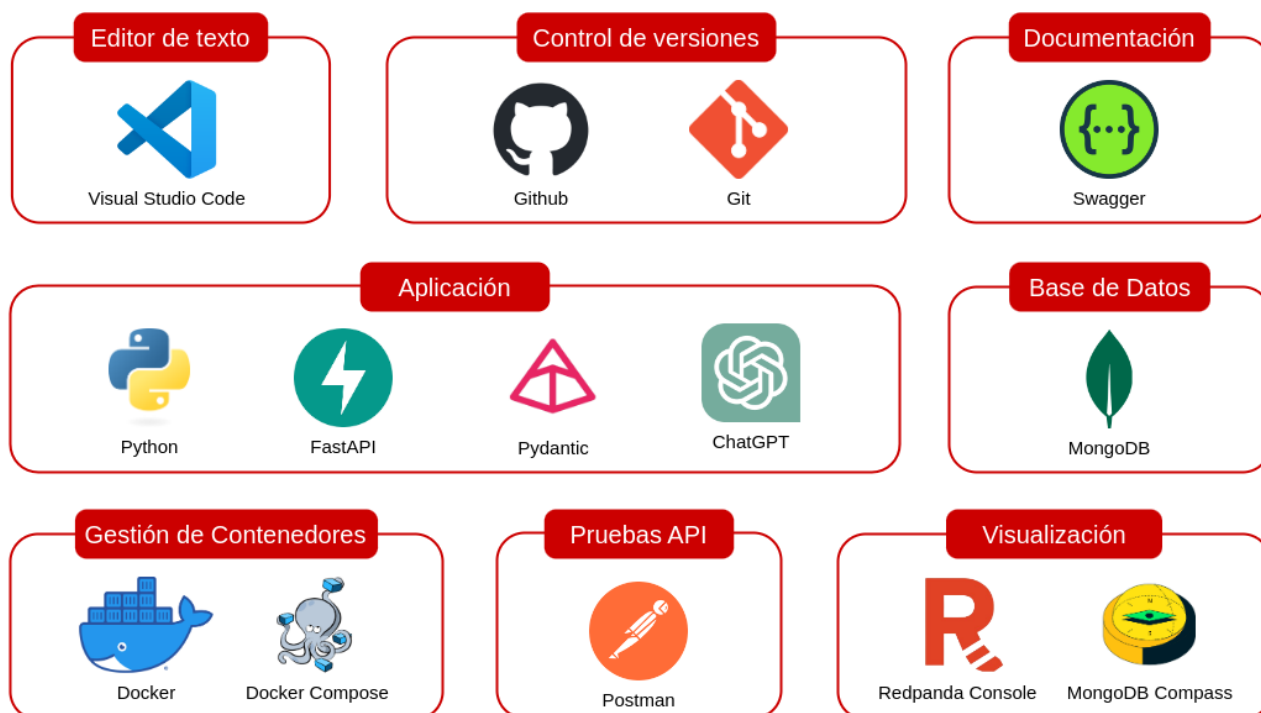 Editor de texto
Control de versiones
Documentación
Visual Studio Code
Github
Git
Swagger
Aplicación
Base de Datos
Python
FastAPI
Pydantic
ChatGPT
MongoDB
Gestión de Contenedores
Pruebas API
Visualización
Docker
Docker Compose
Postman
Redpanda Console
MongoDB Compass